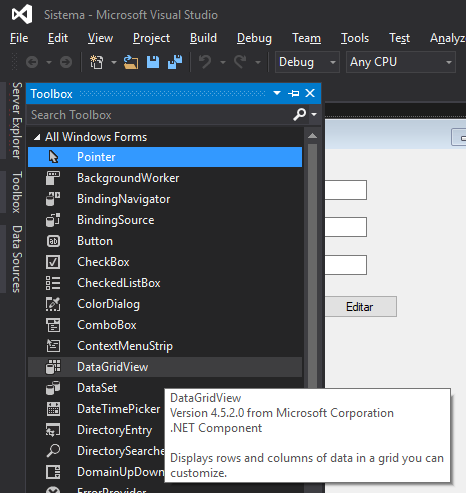 Sistema - Microsoft Visual Studio
File Edit View Project Build Debug Team Tools Test
Debug Any CPU
Server Explorer
Toolbox
Data Sources
Toolbox
Search Toolbox
All Windows Forms
Pointer
BackgroundWorker
BindingNavigator
BindingSource
Button
CheckBox
CheckedListBox
ColorDialog
ComboBox
ContextMenuStrip
DataGridView
DataSet
DateTimePicker
DirectoryEntry
DirectorySearche
DomainUpDown
ErrorProvider
Editar
DataGridView
Version 4.5.2.0 from Microsoft Corporation
.NET Component
Displays rows and columns of data in a grid you can
customize.